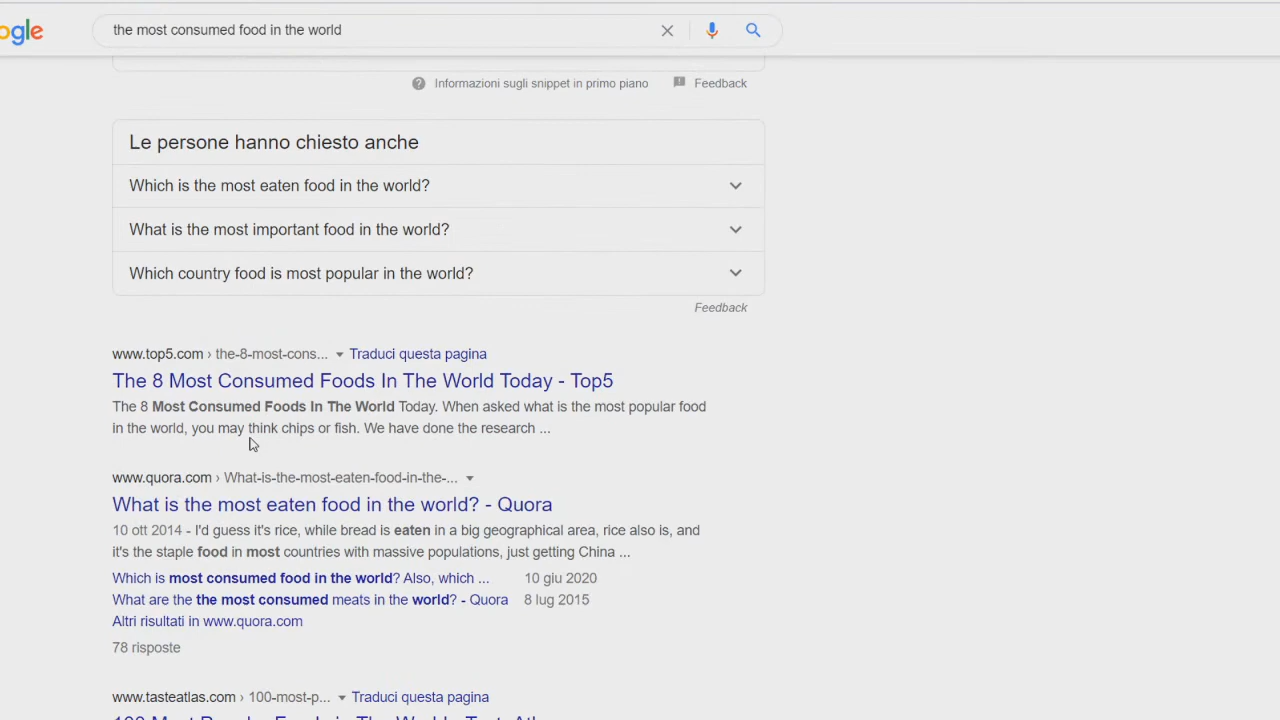 ogle the most consumed food in the world
Informazioni sugli snippet in primo piano Feedback
Le persone hanno chiesto anche
Which is the most eaten food in the world?
What is the most important food in the world?
Which country food is most popular in the world?
Feedback
www.top5.com › the-8-most-cons... Traduci questa pagina
The 8 Most Consumed Foods In The World Today - Top5
The 8 Most Consumed Foods In The World Today. When asked what is the most popular food
in the world, you may think chips or fish. We have done the research ...
www.quora.com › What-is-the-most-eaten-food-in-the-...
What is the most eaten food in the world? - Quora
10 ott 2014 - I'd guess it's rice, while bread is eaten in a big geographical area, rice also is, and
it's the staple food in most countries with massive populations, just getting China ...
Which is most consumed food in the world? Also, which ... 10 giu 2020
What are the the most consumed meats in the world? - Quora 8 lug 2015
Altri risultati in www.quora.com
78 risposte
www.tasteatlas.com › 100-most-p... Traduci questa pagina